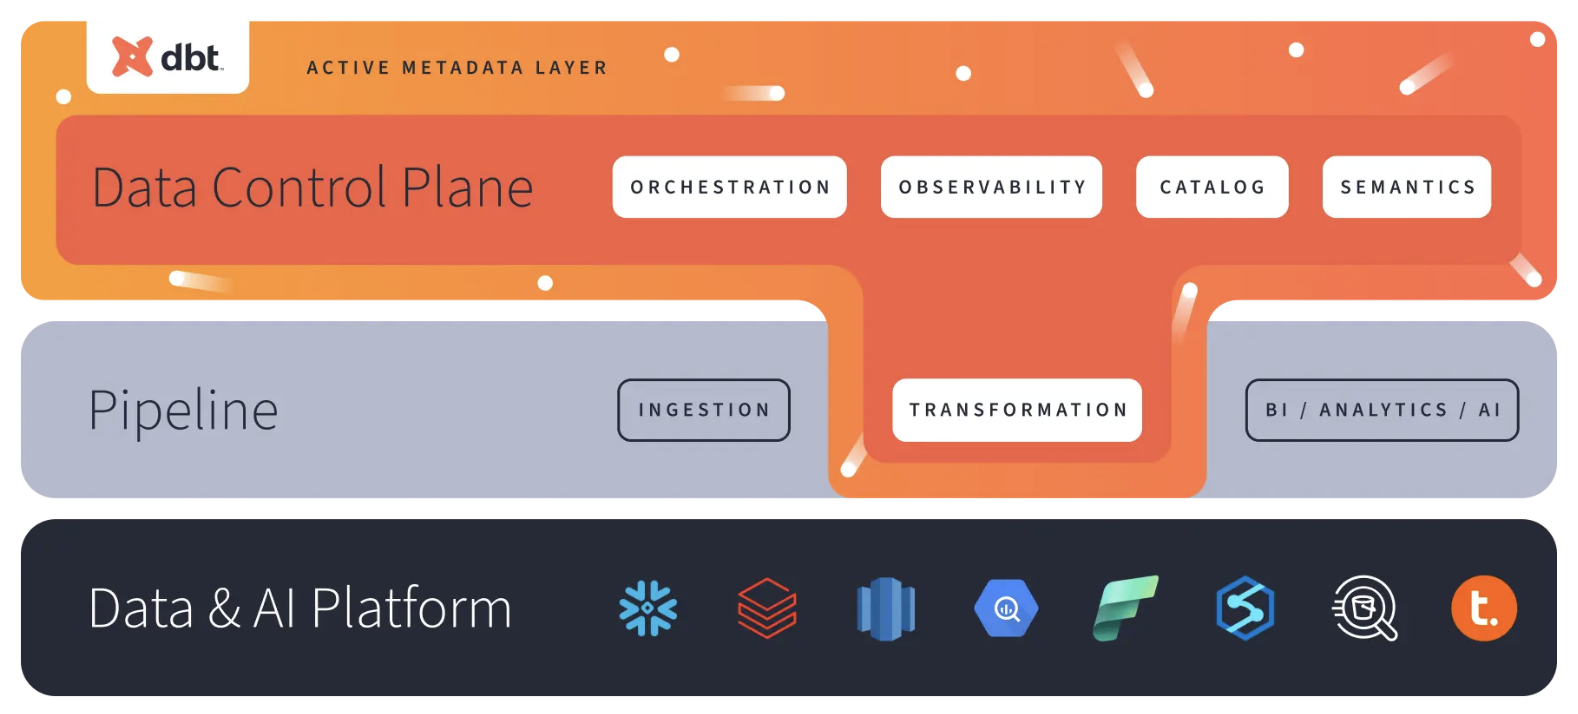 dbt
ACTIVE METADATA LAYER
Data Control Plane
ORCHESTRATION
OBSERVABILITY
CATALOG
SEMANTICS
Pipeline
INGESTION
TRANSFORMATION
BI / ANALYTICS / AI
Data & AI Platform
t.